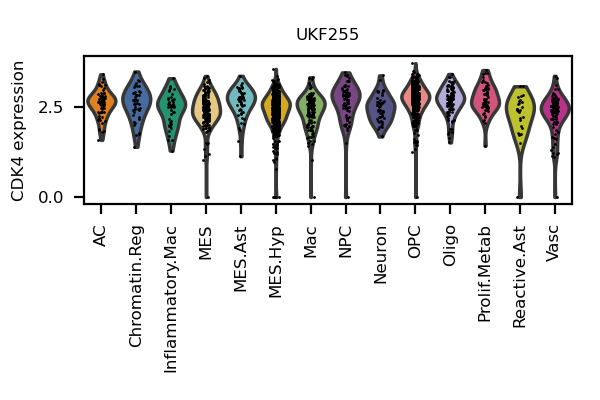 UKF255
CDK4 expression
2.5
0.0
AC
Chromatin.Reg
Inflammatory.Mac
MES
MES.Ast
MES.Hyp
Mac
NPC
Neuron
OPC
Oligo
Prolif.Metab
Reactive.Ast
Vasc